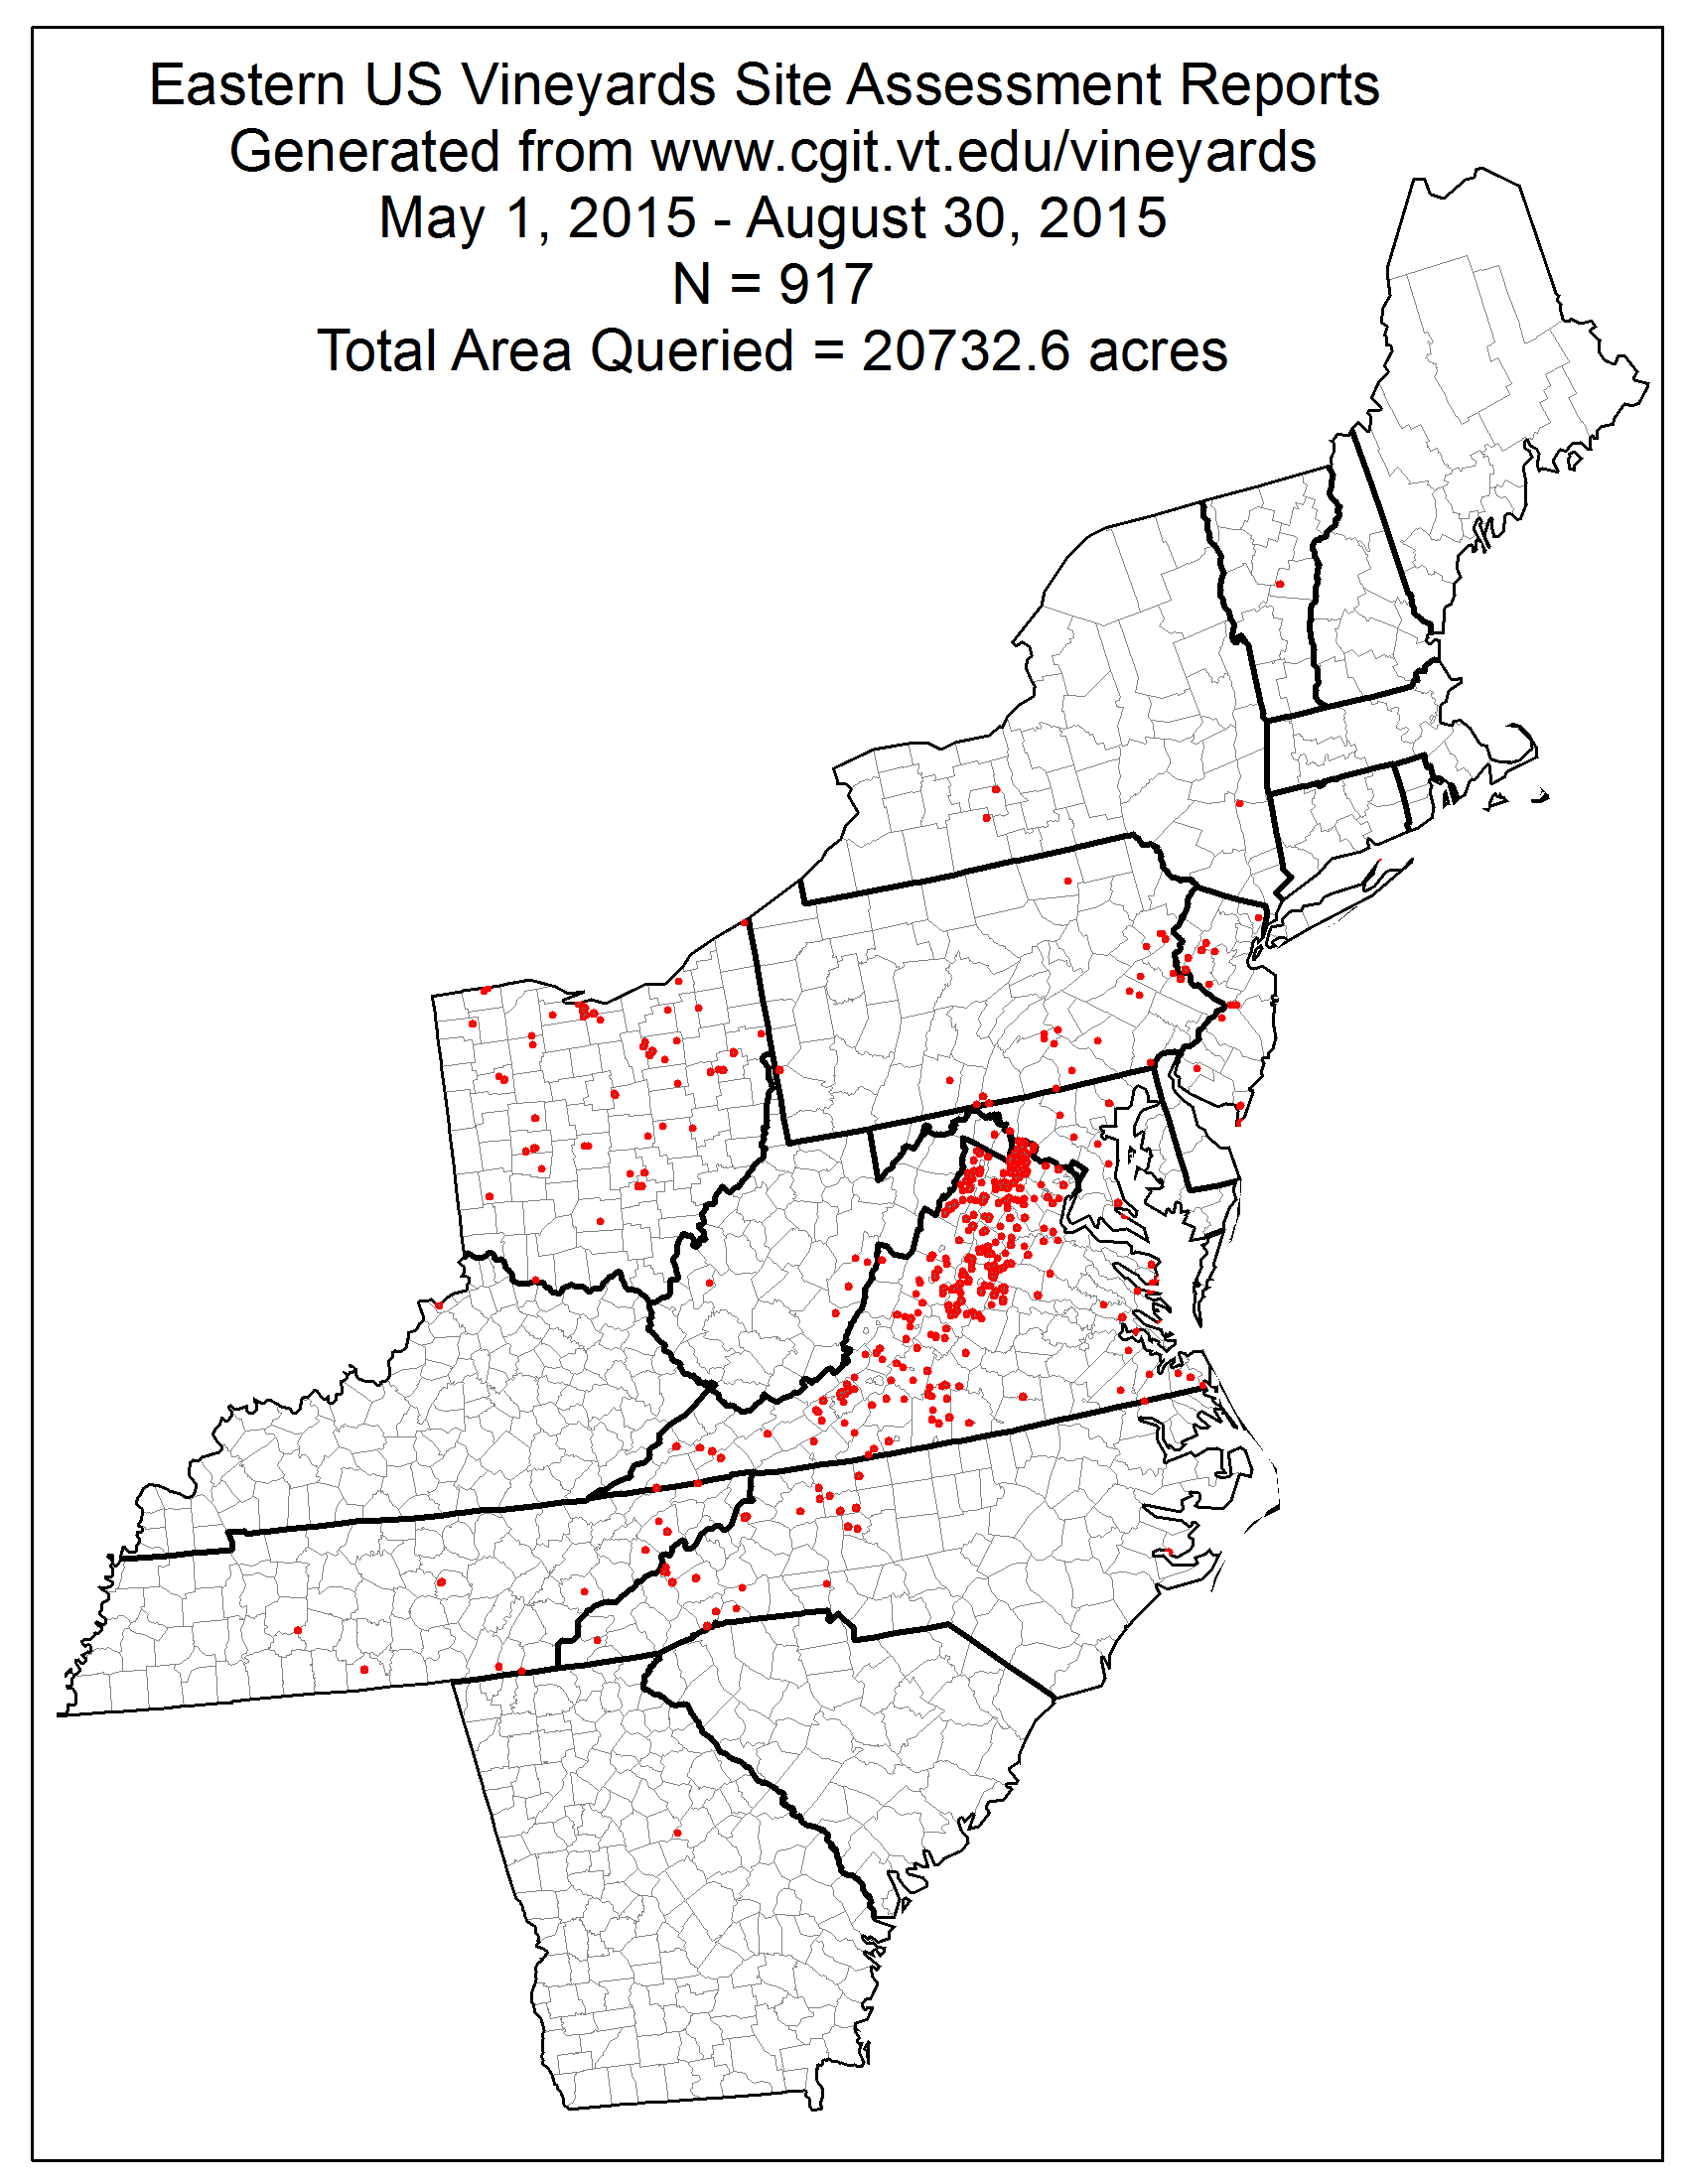 Eastern US Vineyards Site Assessment Reports
Generated from www.cgit.vt.edu/vineyards
May 1, 2015 - August 30, 2015
N = 917
Total Area Queried = 20732.6 acres